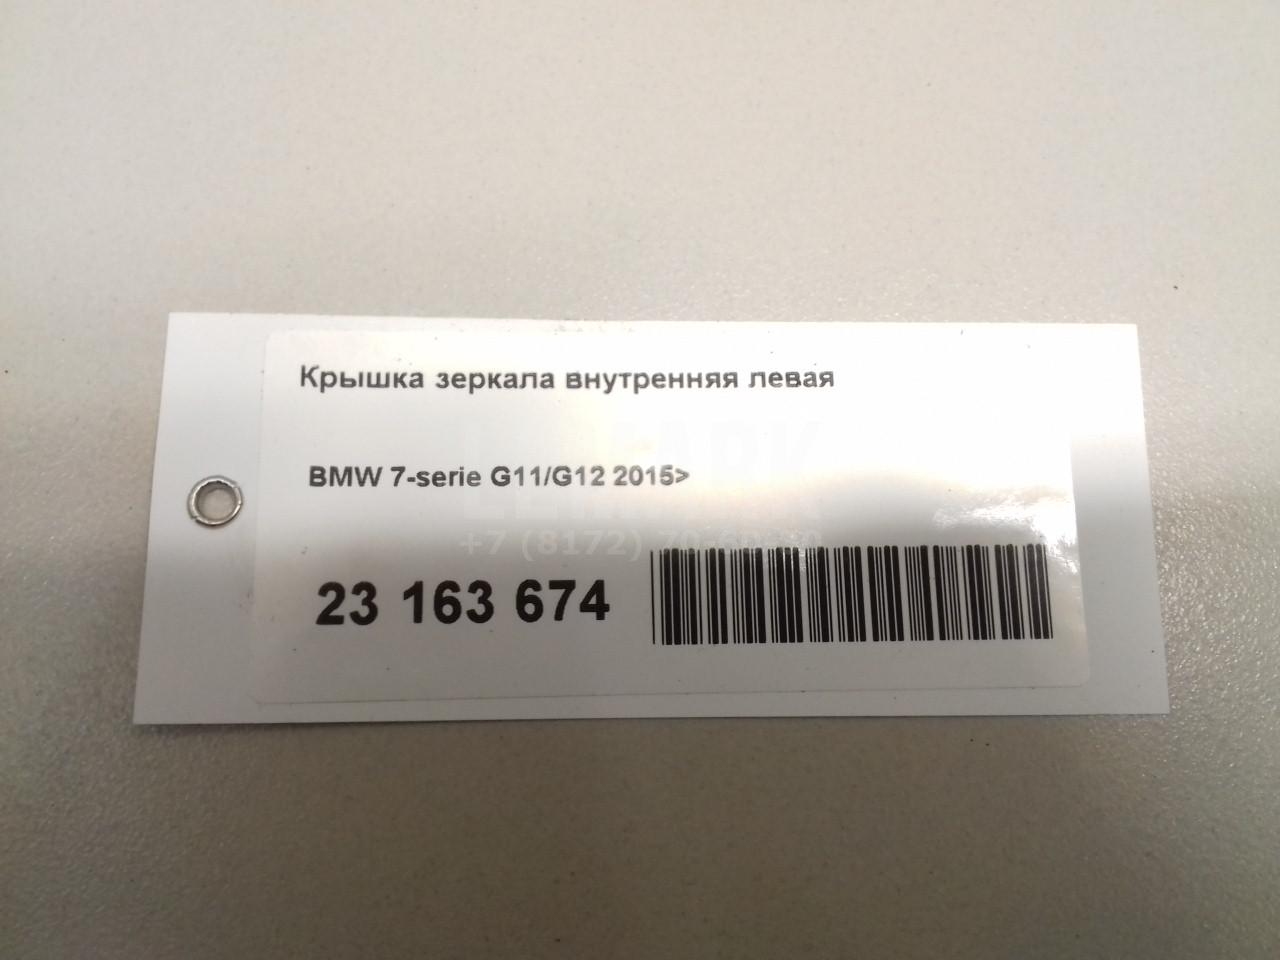 Крышка зеркала внутренняя левая
BMW 7-serie G11/G12 2015>
23 163 674